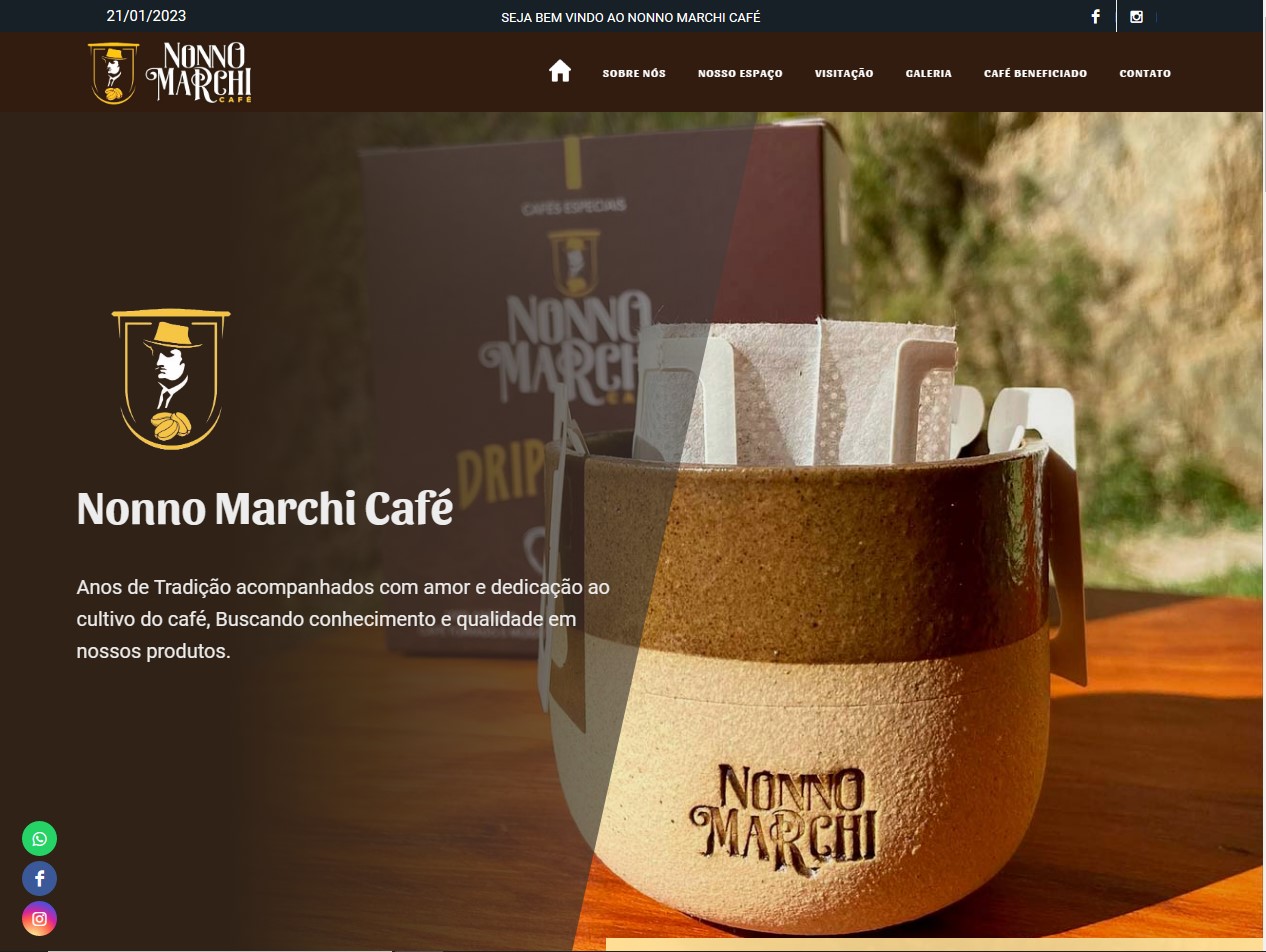 21/01/2023
SEJA BEM VINDO AO NONNO MARCHI CAFÉ
NONNO
MARCHI
CAFÉ
SOBRE NÓS
NOSSO ESPAÇO
VISITAÇÃO
GALERIA
CAFÉ BENEFICIADO
CONTATO
CAFÉS ESPECIAIS
NONNO
MARCHI
DRIP
Nonno Marchi Café
Anos de Tradição acompanhados com amor e dedicação ao
cultivo do café, Buscando conhecimento e qualidade em
nossos produtos.
NONNO
MARCHI